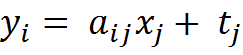 yᵢ = aᵢⱼxⱼ + tⱼ